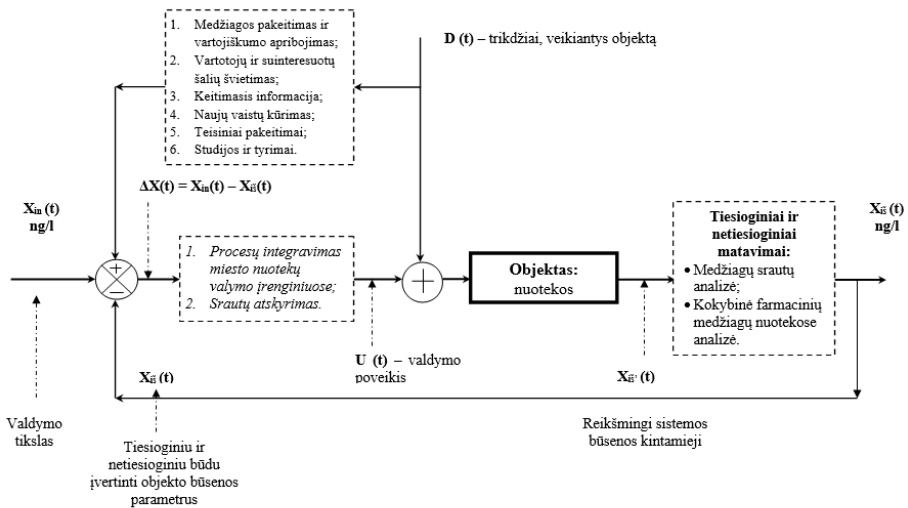 1. Medžiagos pakeitimas ir
vartojiškumo apribojimas;
2. Vartotojų ir suinteresuotų
šalių švietimas;
3. Keitimasis informacija;
4. Naujų vaistų kūrimas;
5. Teisiniai pakeitimai;
6. Studijos ir tyrimai.
D (t) – trikdžiai, veikiantys objektą
ΔX(t) = Xin(t) – Xiš(t)
Xin (t)
ng/l
+
–
1. Procesų integravimas
miesto nuotekų
valymo įrenginiuose;
2. Srautų atskyrimas.
+
Objektas:
nuotekos
Tiesioginiai ir
netiesioginiai
matavimai:
• Medžiagų srautų
analizė;
• Kokybinė farmacinių
medžiagų nuotekose
analizė.
Xiš (t)
ng/l
U (t) – valdymo
poveikis
Xiš (t)
Xiš' (t)
Valdymo
tikslas
Tiesioginiu ir
netiesioginiu būdu
įvertinti objekto būsenos
parametrus
Reikšmingi sistemos
būsenos kintamieji